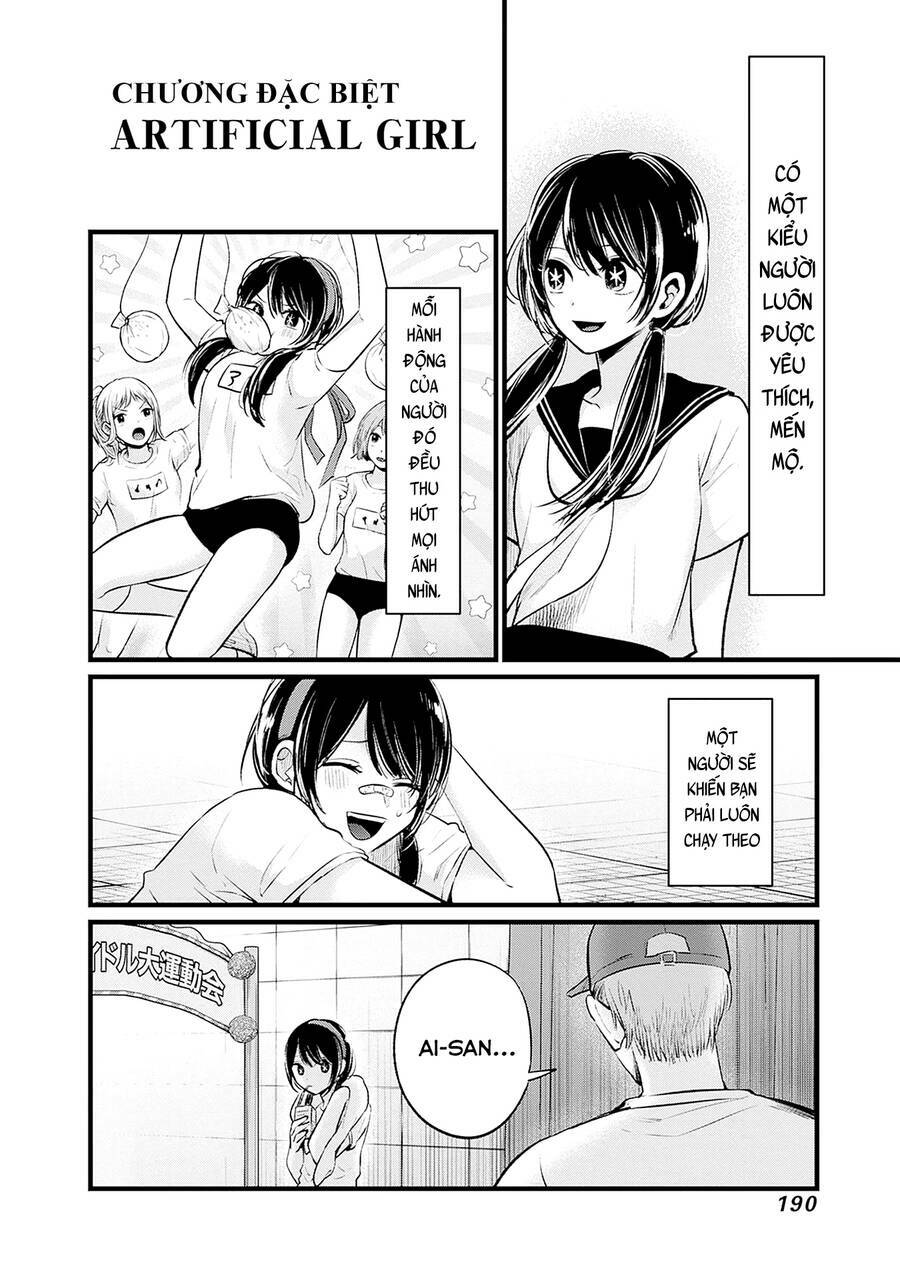 CHƯƠNG ĐẶC BIỆT
ARTIFICIAL GIRL
CÓ
MỘT
KIỂU
NGƯỜI
LUÔN
ĐƯỢC
YÊU
THÍCH,
MẾN
MỘ.
MỖI
HÀNH
ĐỘNG
CỦA
NGƯỜI
ĐÓ
ĐỀU
THU
HÚT
MỌI
ÁNH
NHÌN.
3
MỘT
NGƯỜI SẼ
KHIẾN BẠN
PHẢI LUÔN
CHẠY THEO
イドル大運動会
AI-SAN...
190